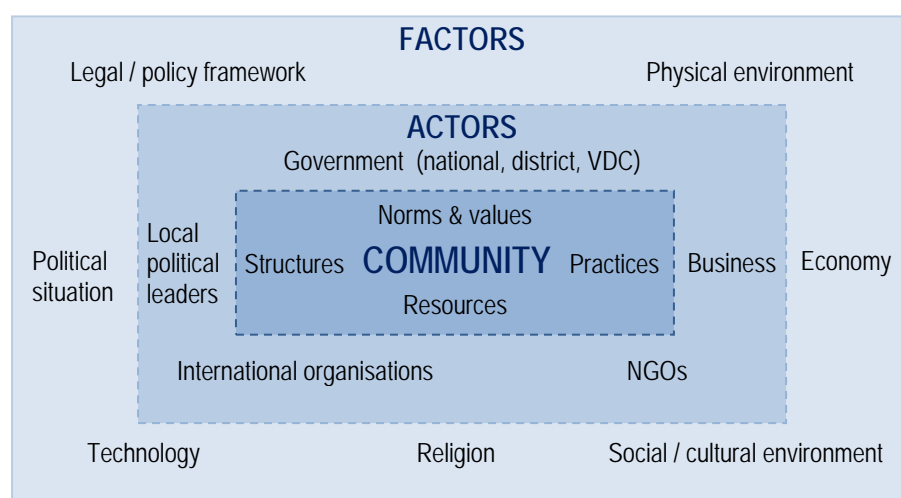 FACTORS
Legal / policy framework
Physical environment
ACTORS
Government (national, district, VDC)
Norms & values
Political
situation
Local
political
leaders
Structures
COMMUNITY
Practices
Business
Economy
Resources
International organisations
NGOs
Technology
Religion
Social / cultural environment